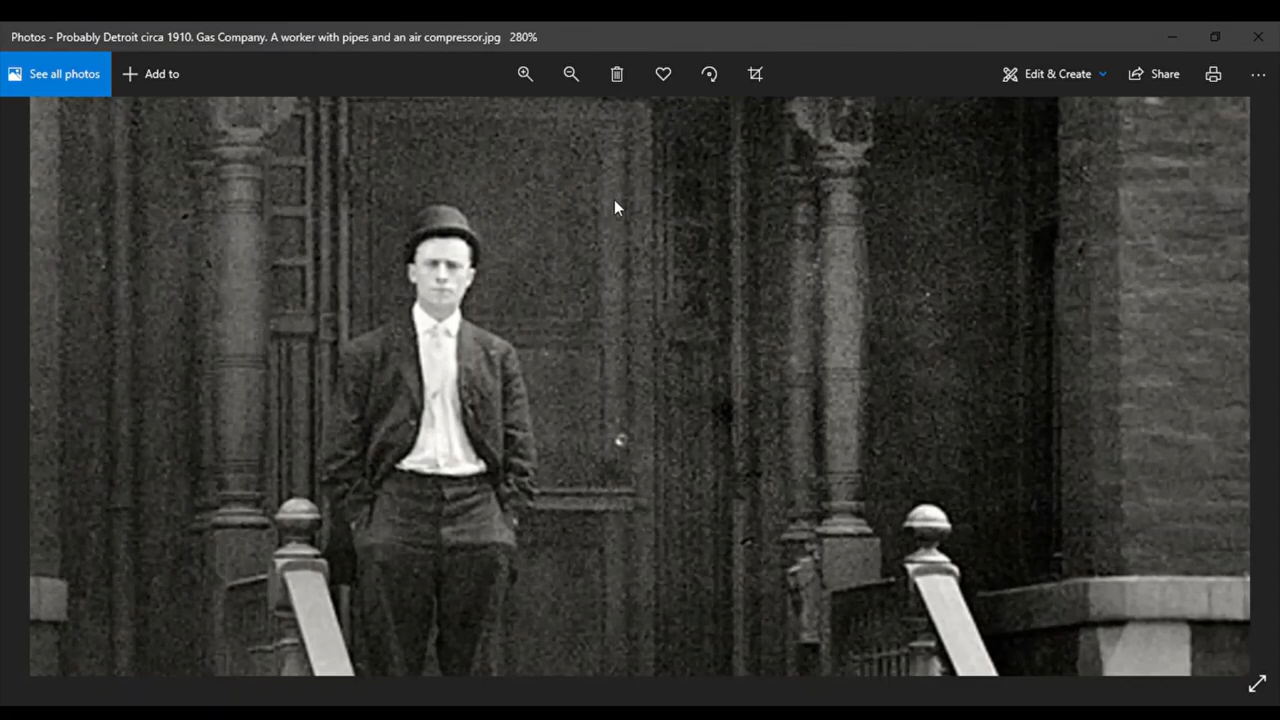 Photos - Probably Detroit circa 1910. Gas Company. A worker with pipes and an air compressor.jpg 280%
See all photos Add to Edit & Create Share